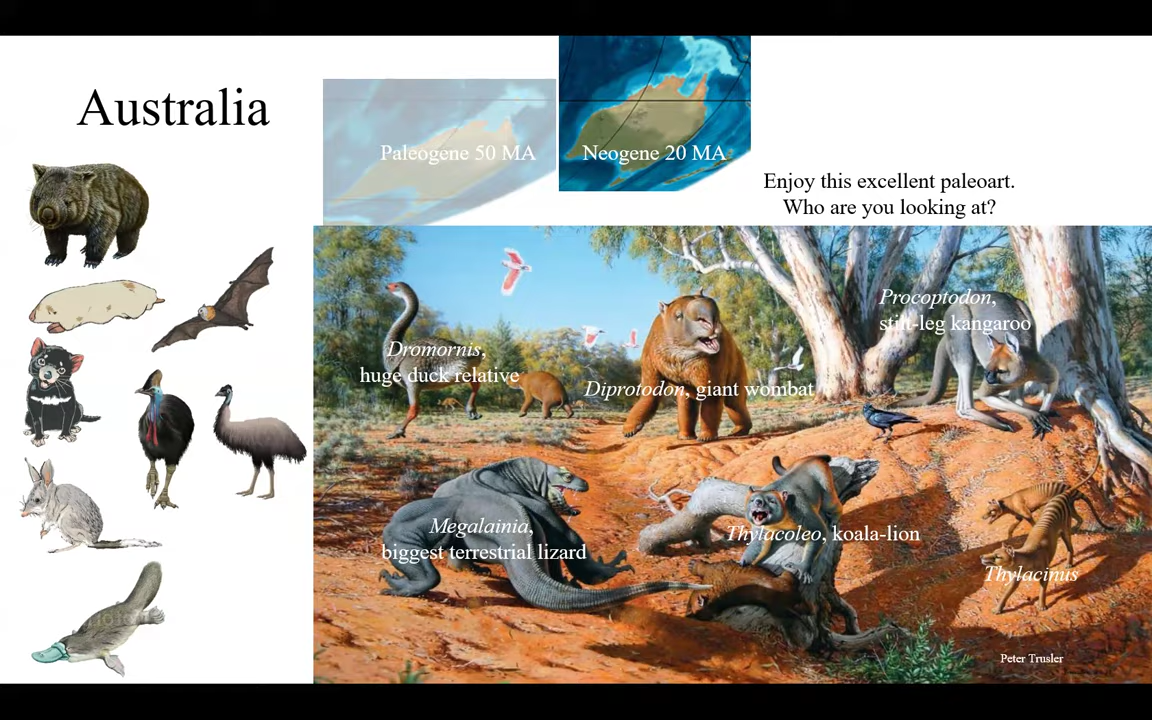 Australia
Paleogene 50 MA
Neogene 20 MA
Enjoy this excellent paleoart.
Who are you looking at?
Procoptodon,
stilt-leg kangaroo
Dromornis,
huge duck relative
Diprotodon, giant wombat
Megalainia,
biggest terrestrial lizard
Thylacoleo, koala-lion
Thylacinus
Peter Trusler